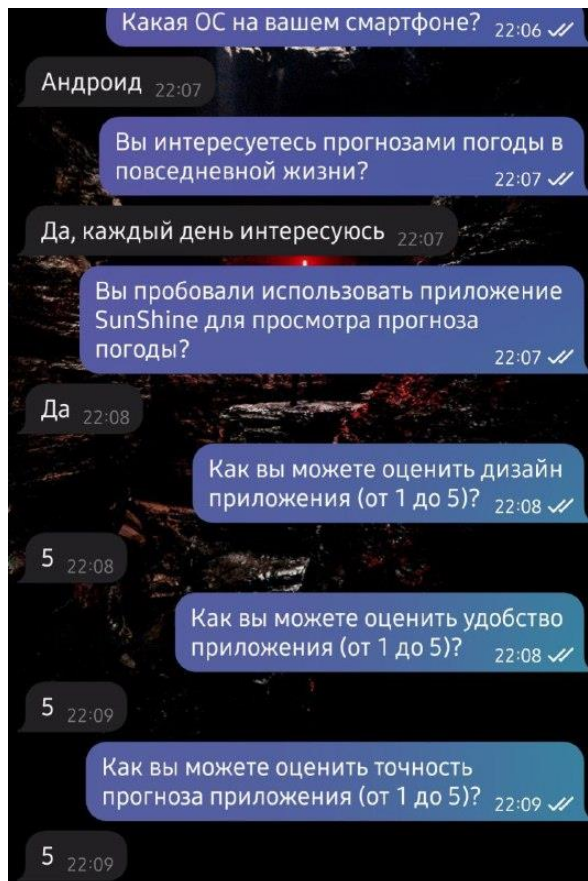 Какая ОС на вашем смартфоне? 22:06
Андроид 22:07
Вы интересуетесь прогнозами погоды в
повседневной жизни? 22:07
Да, каждый день интересуюсь 22:07
Вы пробовали использовать приложение
SunShine для просмотра прогноза
погоды? 22:07
Да 22:08
Как вы можете оценить дизайн
приложения (от 1 до 5)? 22:08
5 22:08
Как вы можете оценить удобство
приложения (от 1 до 5)? 22:08
5 22:09
Как вы можете оценить точность
прогноза приложения (от 1 до 5)? 22:09
5 22:09